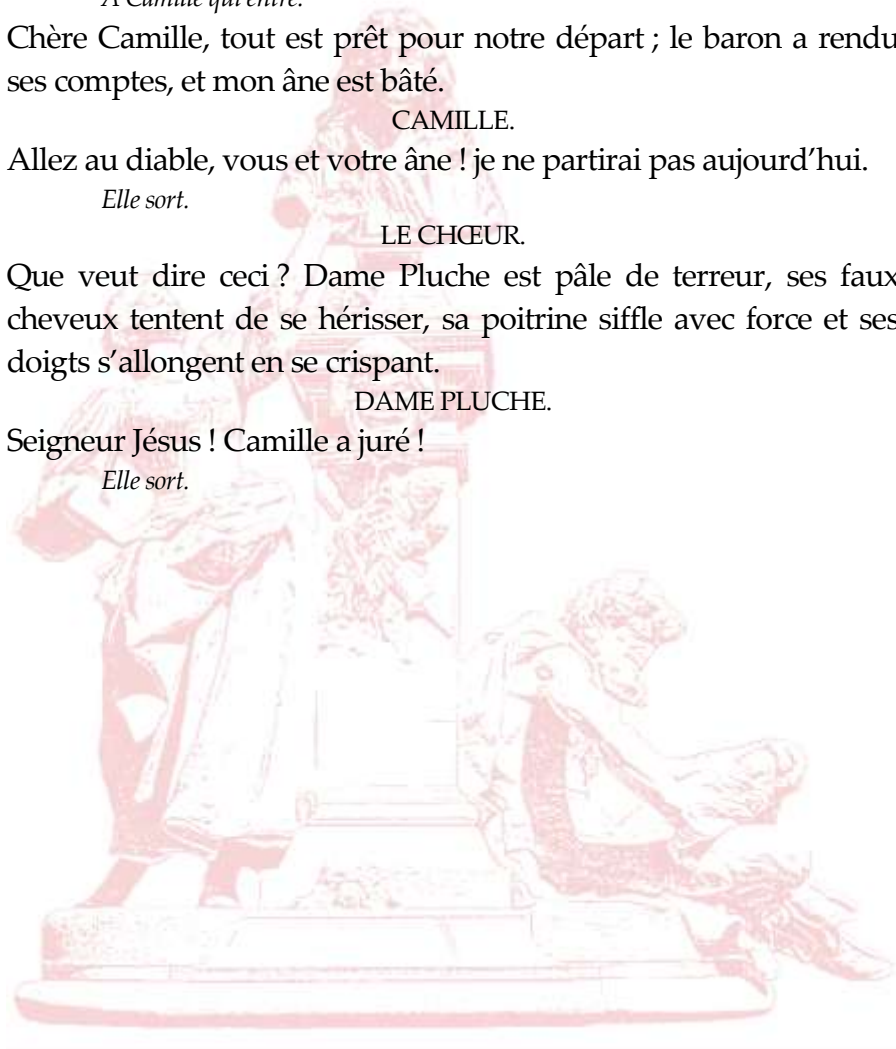 À Camille qui entre.
Chère Camille, tout est prêt pour notre départ ; le baron a rendu
ses comptes, et mon âne est bâté.
CAMILLE.
Allez au diable, vous et votre âne ! je ne partirai pas aujourd’hui.
Elle sort.
LE CHŒUR.
Que veut dire ceci ? Dame Pluche est pâle de terreur, ses faux
cheveux tentent de se hérisser, sa poitrine siffle avec force et ses
doigts s’allongent en se crispant.
DAME PLUCHE.
Seigneur Jésus ! Camille a juré !
Elle sort.